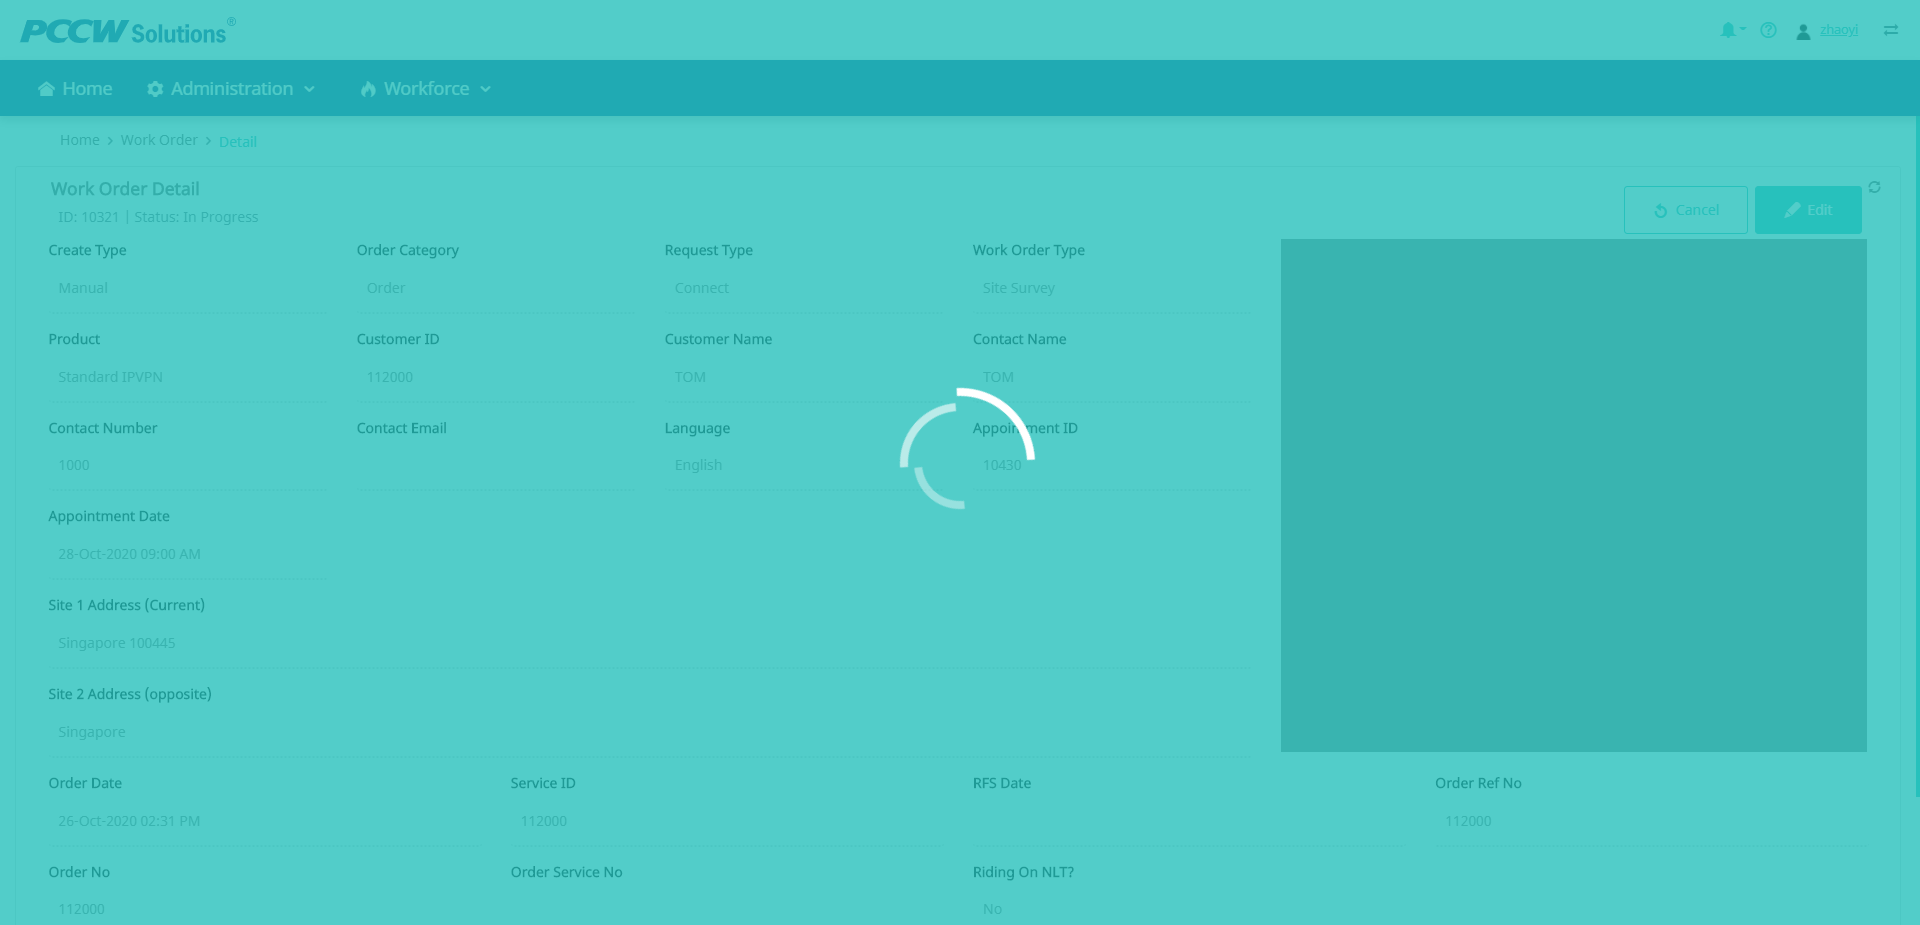 PCCW Solutions®
zhaoyi
Home Administration Workforce
Home > Work Order > Detail
Work Order Detail
ID: 10321 | Status: In Progress
Cancel Edit
Create Type Order Category Request Type Work Order Type
Manual Order Connect Site Survey
Product Customer ID Customer Name Contact Name
Standard IPVPN 112000 TOM TOM
Contact Number Contact Email Language Appointment ID
1000 English 10430
Appointment Date
28-Oct-2020 09:00 AM
Site 1 Address (Current)
Singapore 100445
Site 2 Address (opposite)
Singapore
Order Date Service ID RFS Date Order Ref No
26-Oct-2020 02:31 PM 112000 112000
Order No Order Service No Riding On NLT?
112000 No